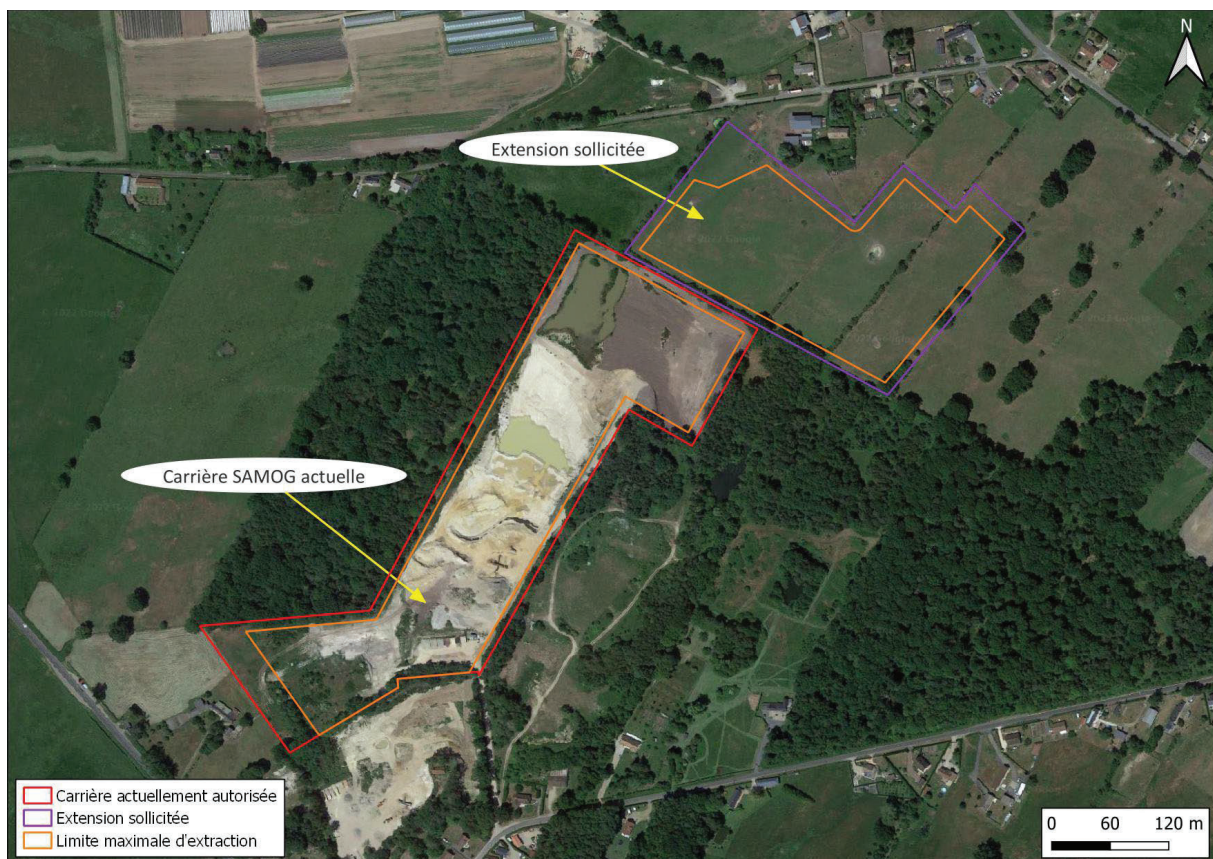 N
Extension sollicitée
Carrière SAMOG actuelle
Carrière actuellement autorisée
Extension sollicitée
Limite maximale d'extraction
0 60 120 m